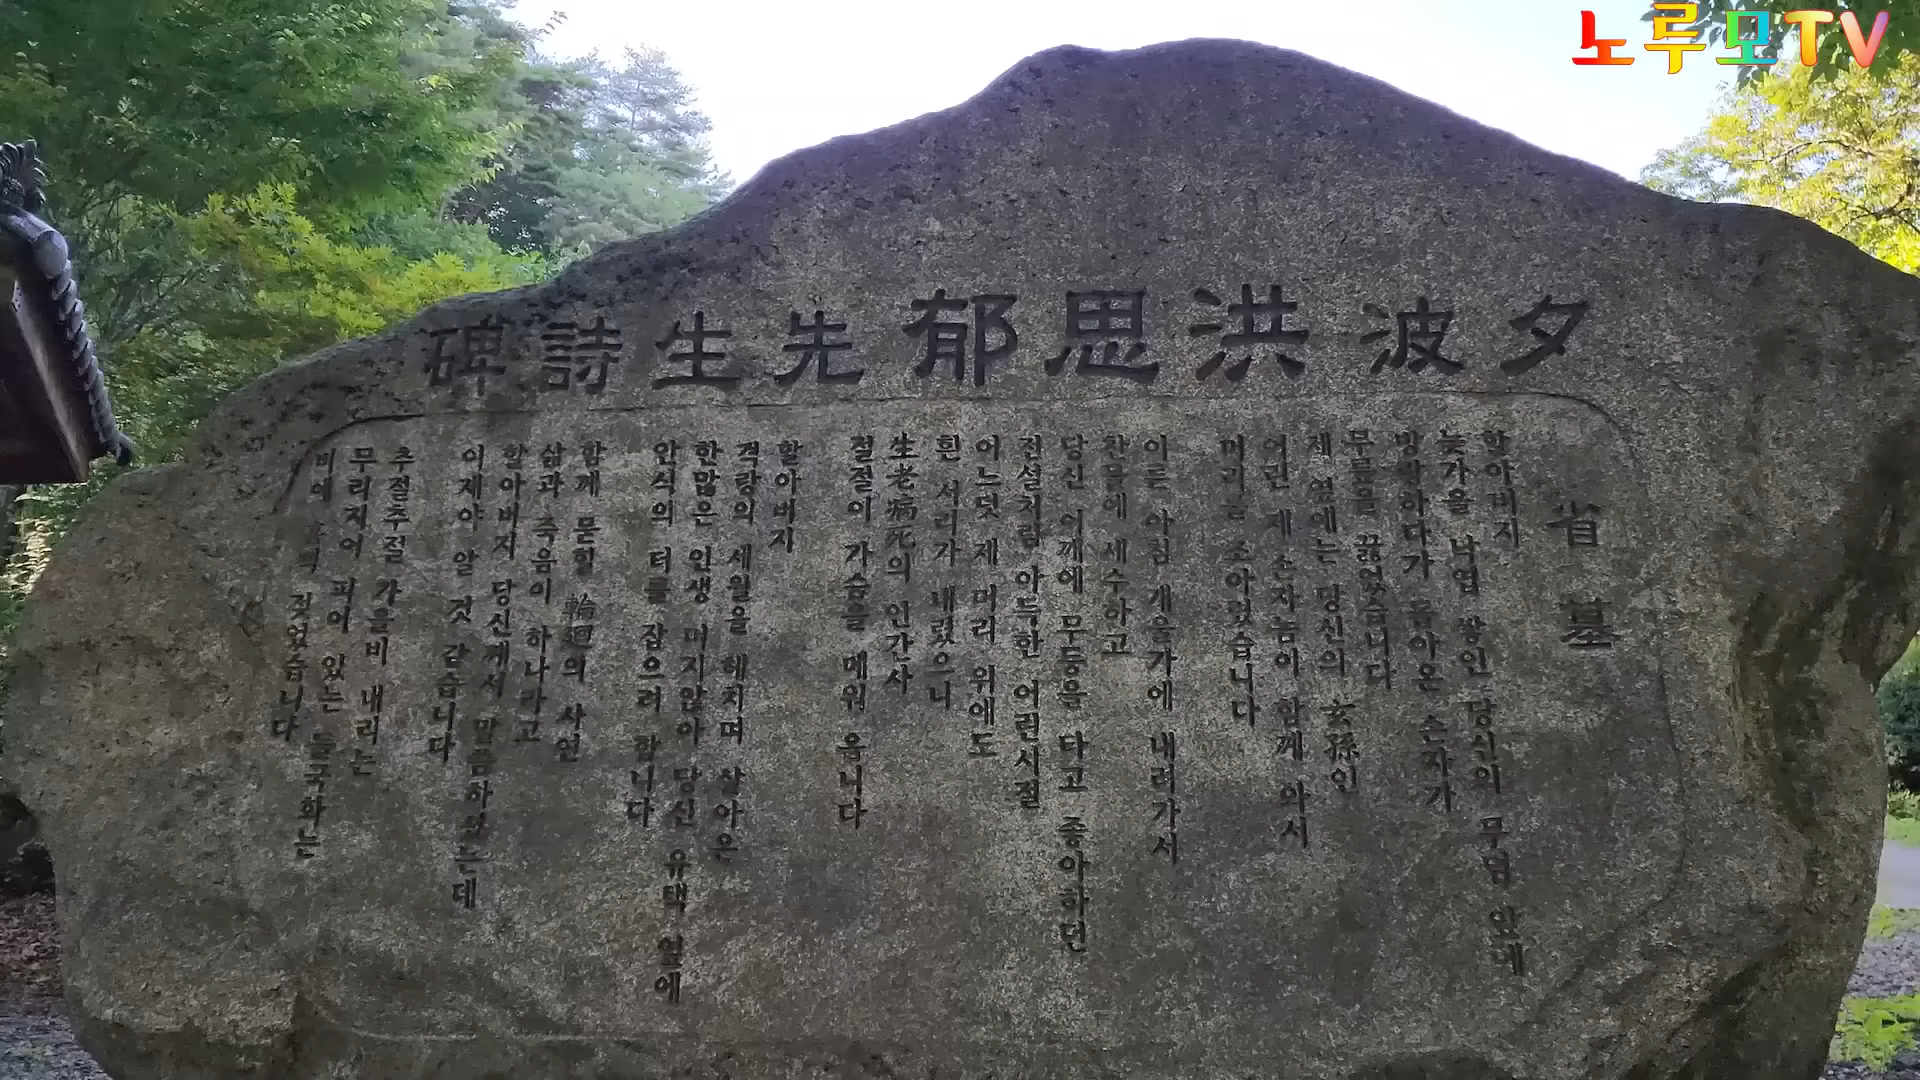 노루모TV
夕波洪思郁先生詩碑
省墓
할아버지
늦가을 낙엽 쌓인 당신의 무덤 앞에
방황하다가 돌아온 손자가
무릎을 꿇었습니다
제 옆에는 당신의 玄孫인
어린 제 손자놈이 함께 와서
머리를 조아렸습니다
이른 아침 개울가에 내려가서
찬물에 세수하고
당신 어깨에 무등을 타고 좋아하던
전설처럼 아득한 어린시절
어느덧 제 머리 위에도
흰 서리가 내렸으니
生老病死의 인간사
절절이 가슴을 메워 옵니다
할아버지
격랑의 세월을 헤치며 살아온
한많은 인생 머지않아 당신 유택 옆에
안식의 터를 잡으려 합니다
함께 묻힐 輪廻의 사연
삶과 죽음이 하나라고
할아버지 당신께서 말씀하셨는데
이제야 알 것 같습니다
추절추절 가을비 내리는
무리지어 피어 있는 들국화는
비에 젖었습니다